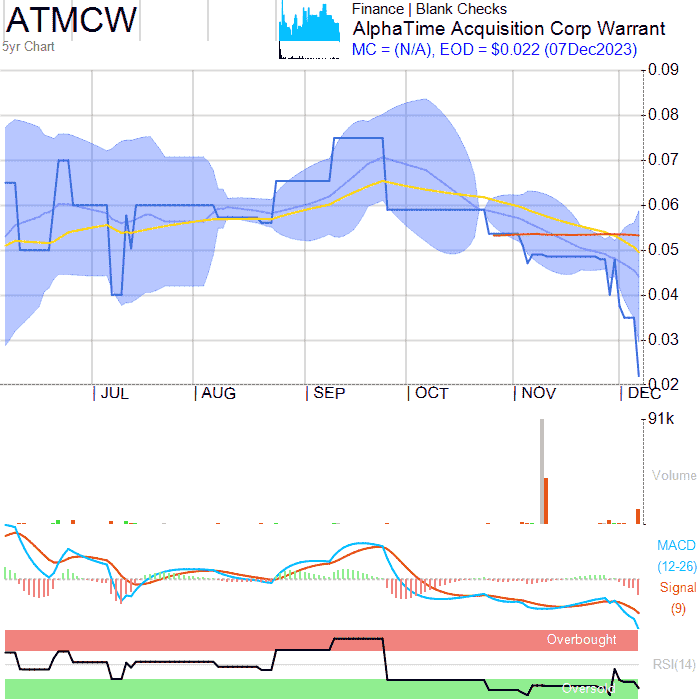 ATMCW
5yr Chart
Finance | Blank Checks
AlphaTime Acquisition Corp Warrant
MC = (N/A), EOD = $0.022 (07Dec2023)
0.09
0.08
0.07
0.06
0.05
0.04
0.03
0.02
JUL
AUG
SEP
OCT
NOV
DEC
91k
Volume
MACD
(12-26)
Signal
(9)
Overbought
RSI(14)
Oversold